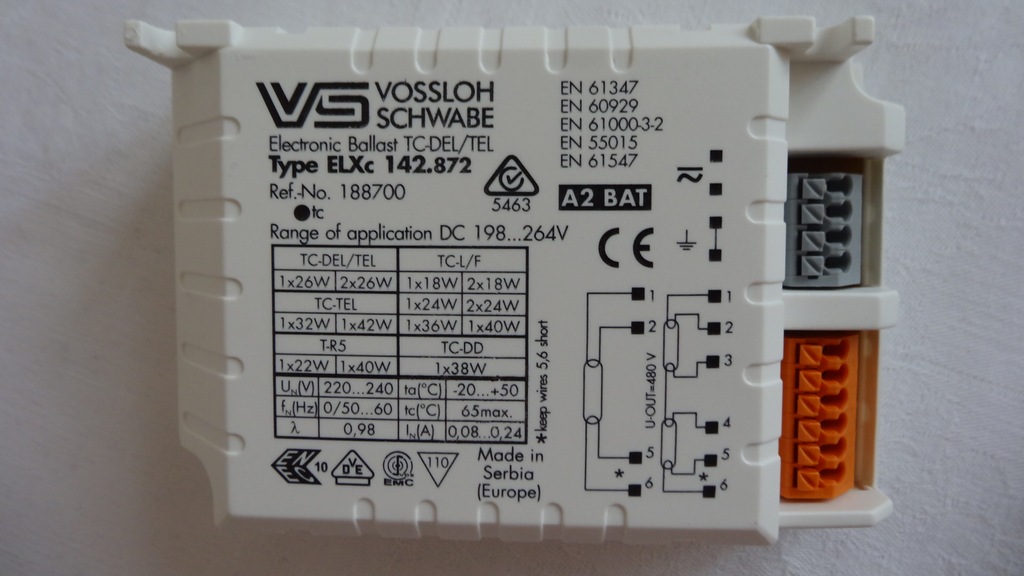 VS VOSSLOH
SCHWABE
Electronic Ballast TC-DEL/TEL
Type ELXc 142.872
Ref.-No. 188700
tc
Range of application DC 198...264V
EN 61347
EN 60929
EN 61000-3-2
EN 55015
EN 61547
5463
A2 BAT
CE
TC-DEL/TEL TC-L/F
1x26W 2x26W 1x18W 2x18W
TC-TEL 1x24W 2x24W
1x32W 1x42W 1x36W 1x40W
T-R5 TC-DD
1x22W 1x40W 1x38W
UN(V) 220...240 ta(°C) -20...+50
fN(Hz) 0/50...60 tc(°C) 65max.
λ 0,98 IN(A) 0,08...0,24
*keep wires 5,6 short
1
2
5
*
6
U-OUT=480 V
1
2
3
4
5
*
6
10
VE
EMC
110
Made in
Serbia
(Europe)